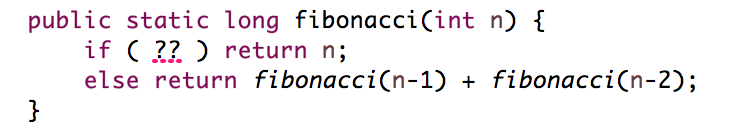 public static long fibonacci(int n) {
if ( ?? ) return n;
else return fibonacci(n-1) + fibonacci(n-2);
}